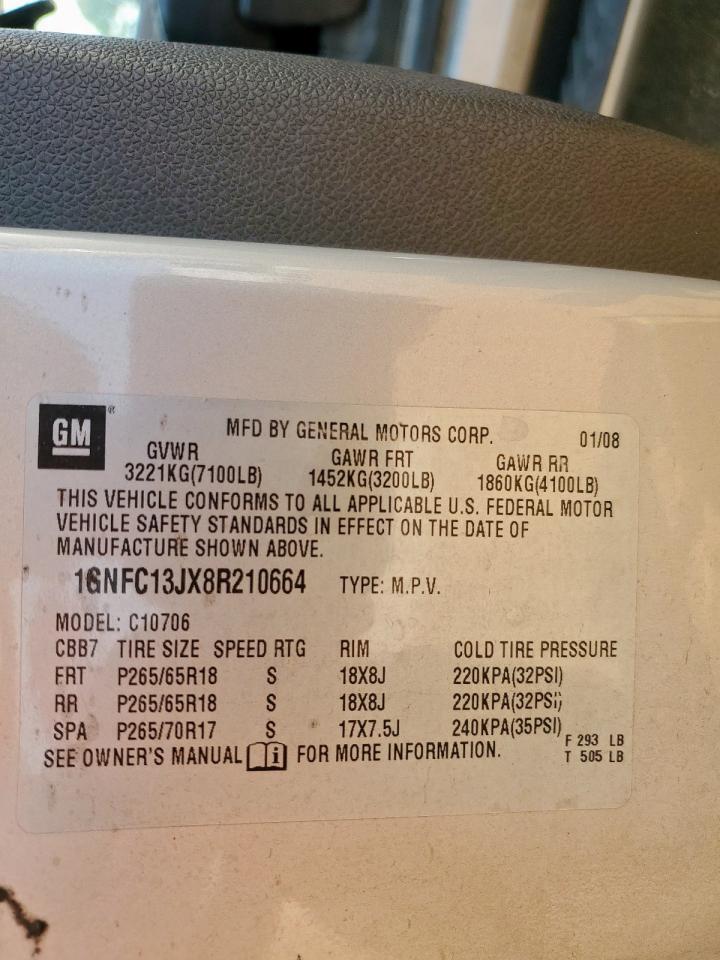 GM®
MFD BY GENERAL MOTORS CORP. 01/08
GVWR GAWR FRT GAWR RR
3221KG(7100LB) 1452KG(3200LB) 1860KG(4100LB)
THIS VEHICLE CONFORMS TO ALL APPLICABLE U.S. FEDERAL MOTOR
VEHICLE SAFETY STANDARDS IN EFFECT ON THE DATE OF
MANUFACTURE SHOWN ABOVE.
1GNFC13JX8R210664 TYPE: M.P.V.
MODEL: C10706
CBB7 TIRE SIZE SPEED RTG RIM COLD TIRE PRESSURE
FRT P265/65R18 S 18X8J 220KPA(32PSI)
RR P265/65R18 S 18X8J 220KPA(32PSI)
SPA P265/70R17 S 17X7.5J 240KPA(35PSI)
F 293 LB
SEE OWNER'S MANUAL i FOR MORE INFORMATION. T 505 LB